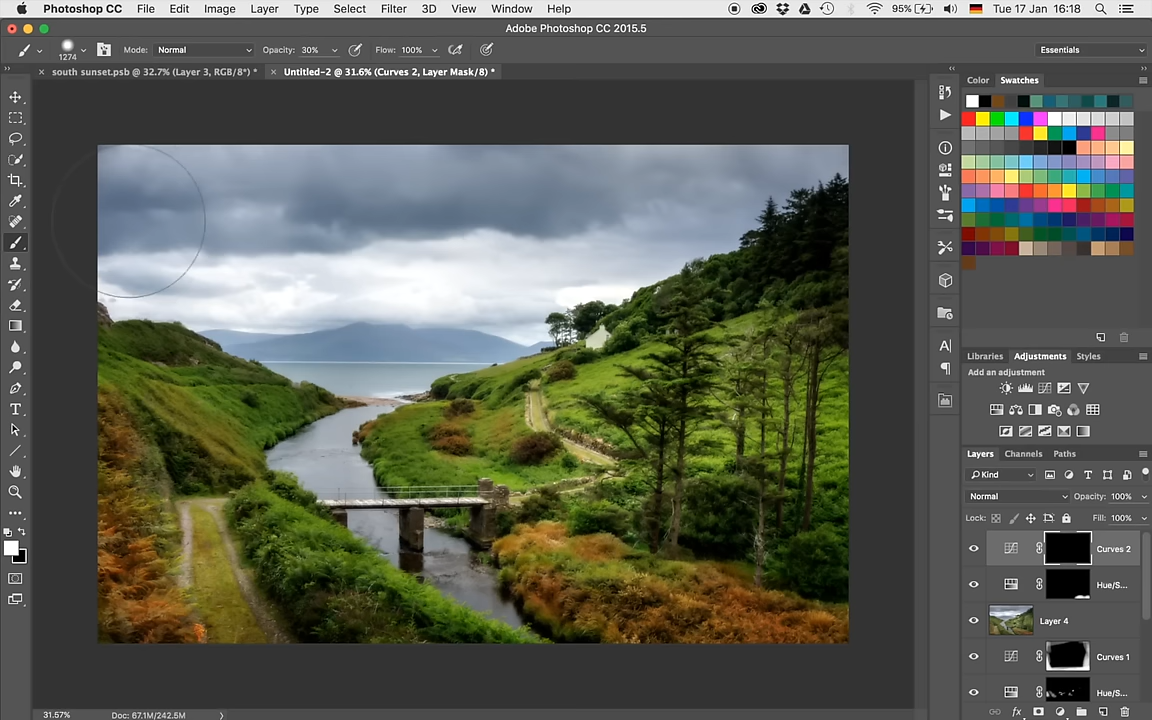 Photoshop CC File Edit Image Layer Type Select Filter 3D View Window Help 95% Tue 17 Jan 16:18
Adobe Photoshop CC 2015.5
1274 Mode: Normal Opacity: 30% Flow: 100% Essentials
× south sunset.psb @ 32.7% (Layer 3, RGB/8*) * × Untitled-2 @ 31.6% (Curves 2, Layer Mask/8) *
Color Swatches
Libraries Adjustments Styles
Add an adjustment
Layers Channels Paths
Kind
Normal Opacity: 100%
Lock: Fill: 100%
Curves 2
Hue/S...
Layer 4
Curves 1
Hue/S...
fx
31.57% Doc: 67.1M/242.5M